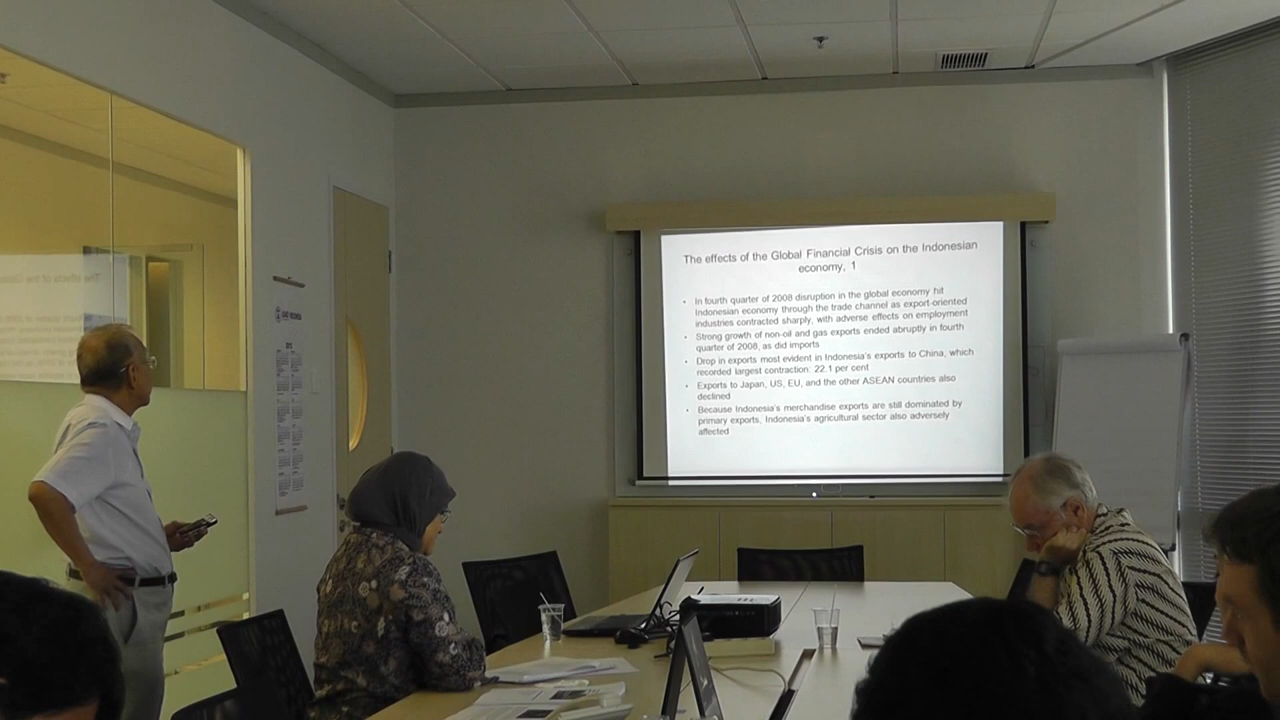 The effects of the Global Financial Crisis on the Indonesian
economy, 1
• In fourth quarter of 2008 disruption in the global economy hit
Indonesian economy through the trade channel as export-oriented
industries contracted sharply, with adverse effects on employment
• Strong growth of non-oil and gas exports ended abruptly in fourth
quarter of 2008, as did imports
• Drop in exports most evident in Indonesia's exports to China, which
recorded largest contraction: 22.1 per cent
• Exports to Japan, US, EU, and the other ASEAN countries also
declined
• Because Indonesia's merchandise exports are still dominated by
primary exports, Indonesia's agricultural sector also adversely
affected